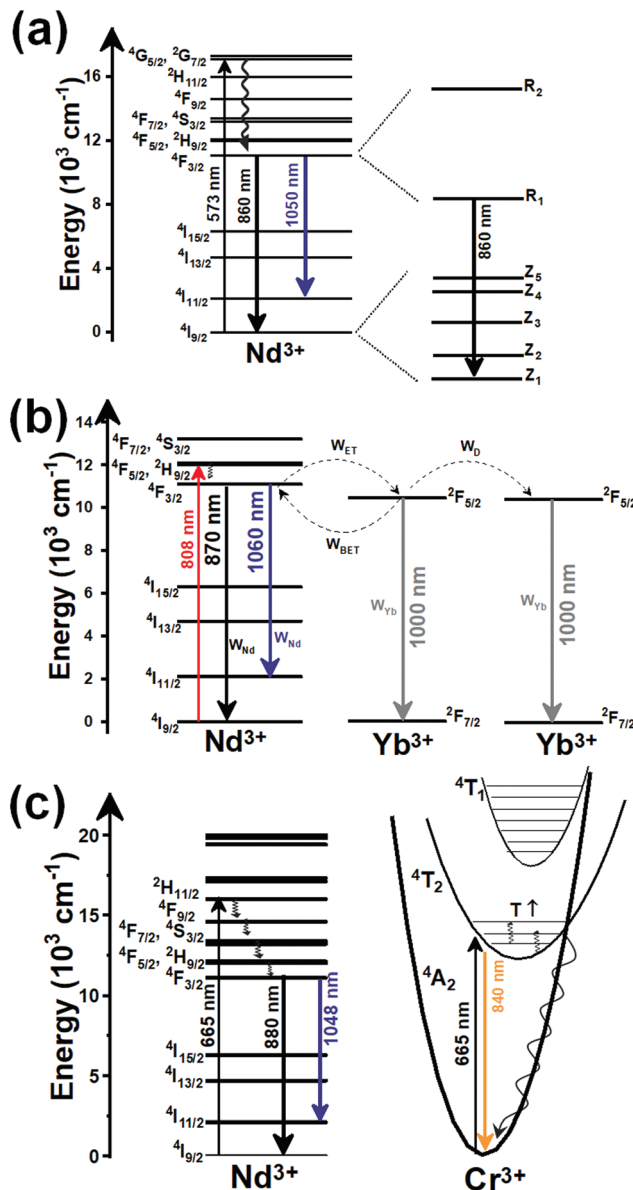 (a)
Energy (10³ cm⁻¹)
16
12
8
4
0
⁴G₅/₂, ²G₇/₂
²H₁₁/₂
⁴F₉/₂
⁴F₇/₂, ⁴S₃/₂
⁴F₅/₂, ²H₉/₂
⁴F₃/₂
⁴I₁₅/₂
⁴I₁₃/₂
⁴I₁₁/₂
⁴I₉/₂
573 nm
860 nm
1050 nm
Nd³⁺
R₂
R₁
860 nm
Z₅
Z₄
Z₃
Z₂
Z₁
(b)
Energy (10³ cm⁻¹)
14
12
10
8
6
4
2
0
⁴F₇/₂, ⁴S₃/₂
⁴F₅/₂, ²H₉/₂
⁴F₃/₂
⁴I₁₅/₂
⁴I₁₃/₂
⁴I₁₁/₂
⁴I₉/₂
808 nm
870 nm
1060 nm
W_Nd
W_Nd
Nd³⁺
W_ET
W_BET
W_D
²F₅/₂
W_Yb
1000 nm
²F₇/₂
Yb³⁺
²F₅/₂
W_Yb
1000 nm
²F₇/₂
Yb³⁺
(c)
Energy (10³ cm⁻¹)
20
15
10
5
0
²H₁₁/₂
⁴F₉/₂
⁴F₇/₂, ⁴S₃/₂
⁴F₅/₂, ²H₉/₂
⁴F₃/₂
⁴I₁₅/₂
⁴I₁₃/₂
⁴I₁₁/₂
⁴I₉/₂
665 nm
880 nm
1048 nm
Nd³⁺
⁴T₁
⁴T₂
T ↑
⁴A₂
665 nm
840 nm
Cr³⁺